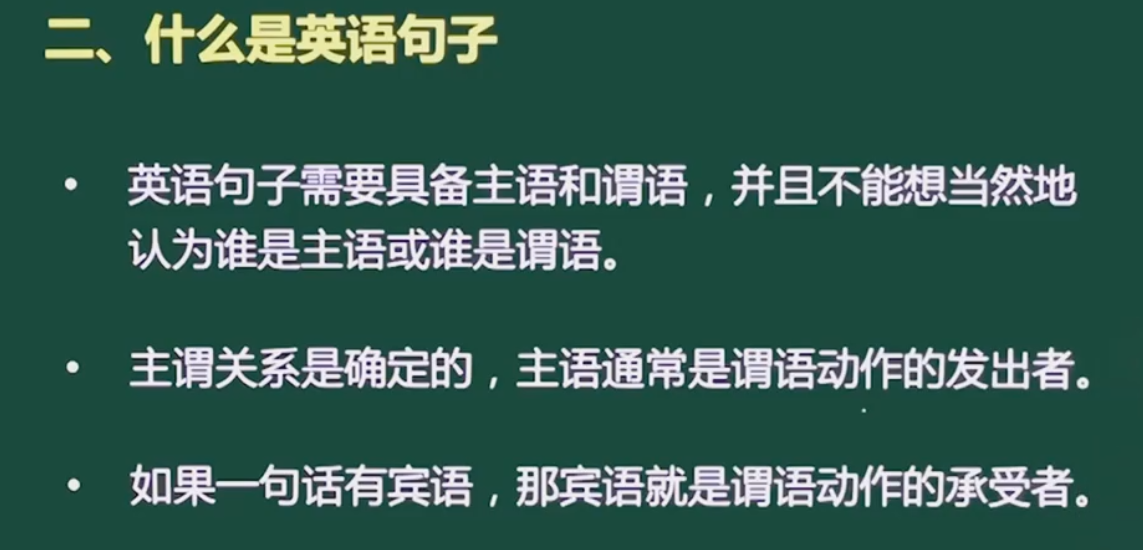 二、什么是英语句子
• 英语句子需要具备主语和谓语，并且不能想当然地
认为谁是主语或谁是谓语。
• 主谓关系是确定的，主语通常是谓语动作的发出者。
• 如果一句话有宾语，那宾语就是谓语动作的承受者。